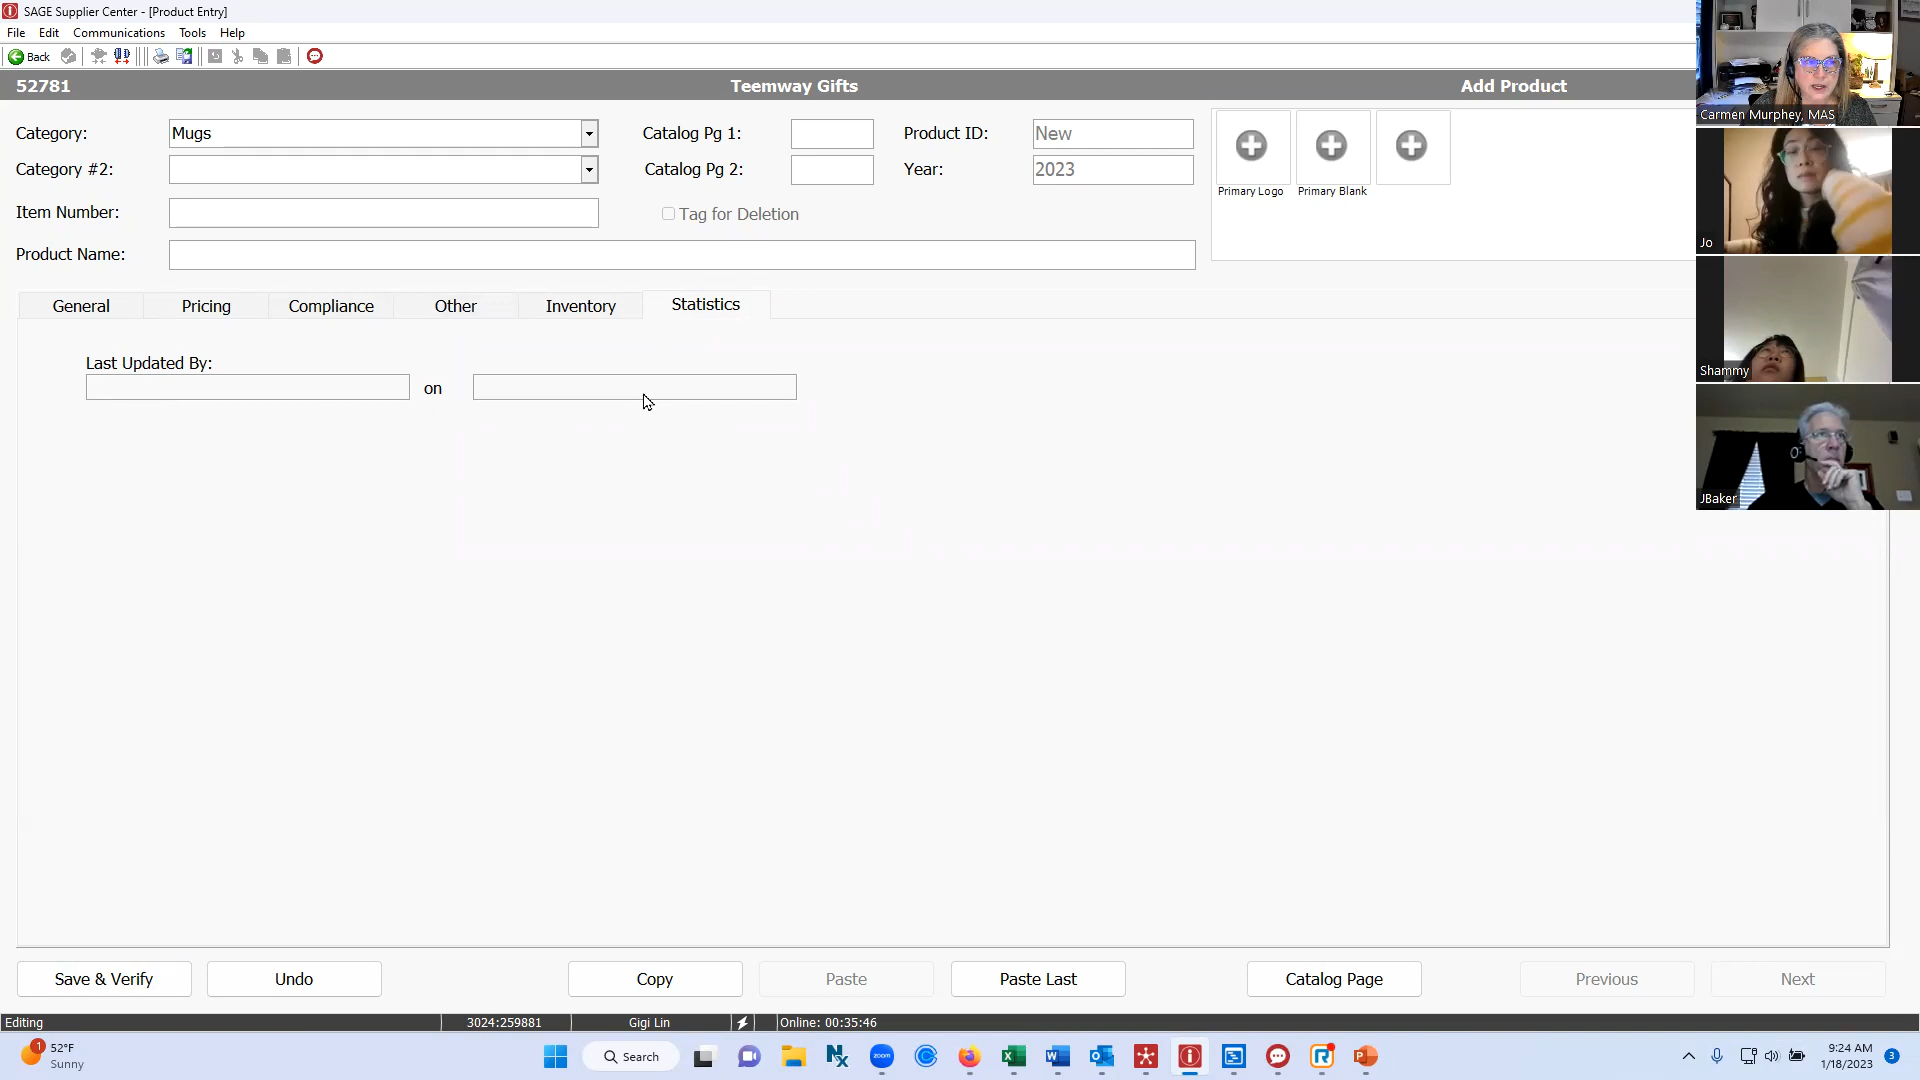 SAGE Supplier Center - [Product Entry]
File Edit Communications Tools Help
Back
52781 Teemway Gifts Add Product
Category: Mugs Catalog Pg 1: Product ID: New
Category #2: Catalog Pg 2: Year: 2023
Primary Logo Primary Blank
Item Number: Tag for Deletion
Product Name:
General Pricing Compliance Other Inventory Statistics
Last Updated By:
on
Carmen Murphey, MAS
Jo
Shammy
JBaker
Save & Verify Undo Copy Paste Paste Last Catalog Page Previous Next
Editing 3024:259881 Gigi Lin Online: 00:35:46
1 52°F
Sunny
Search
zoom
9:24 AM
1/18/2023
3